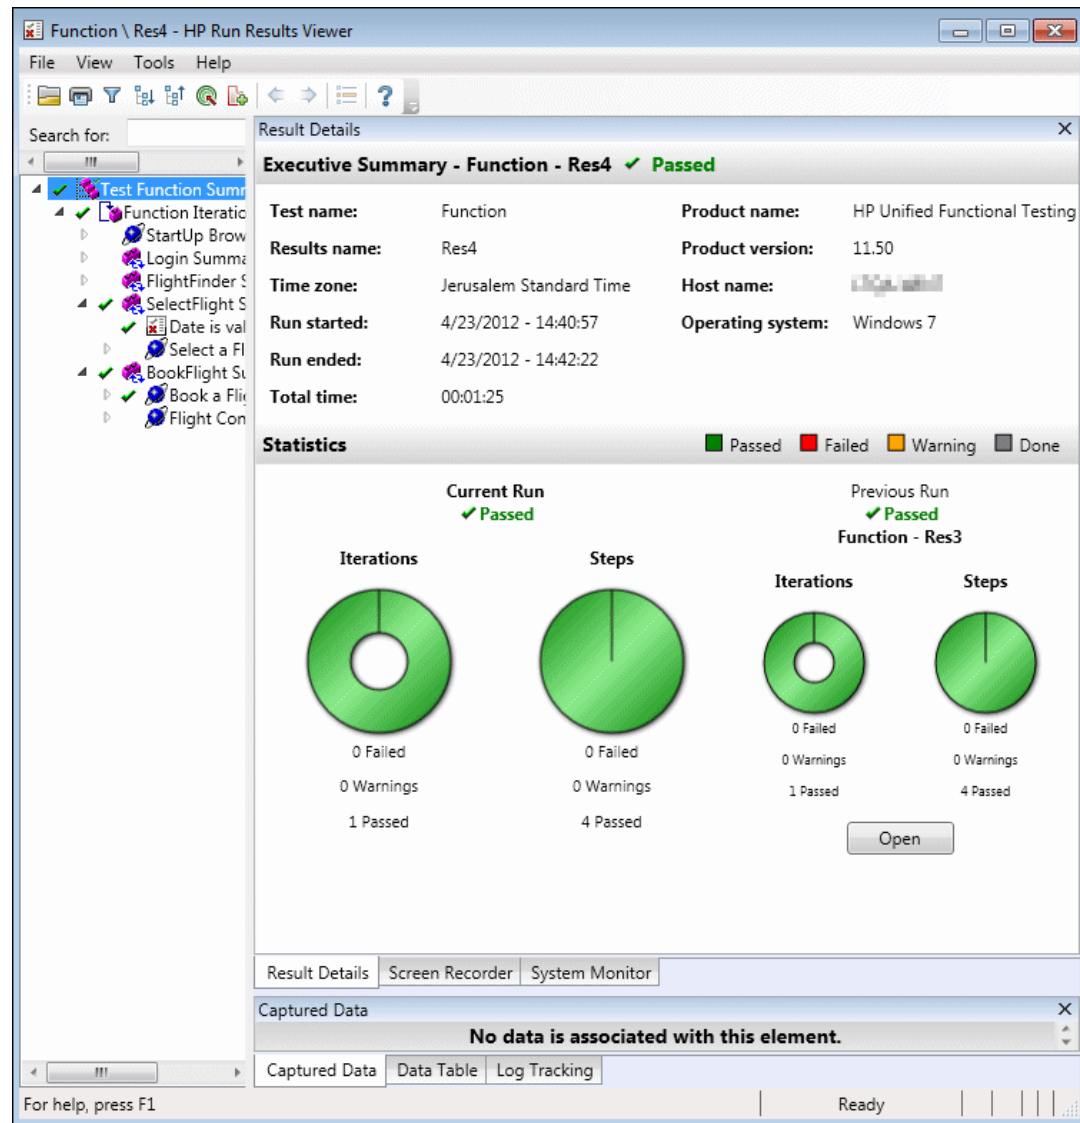 Function \ Res4 - HP Run Results Viewer
File View Tools Help
Search for:
Test Function Summ
Function Iteratio
StartUp Brow
Login Summa
FlightFinder S
SelectFlight S
Date is val
Select a Fl
BookFlight Su
Book a Flig
Flight Con
Result Details
Executive Summary - Function - Res4 Passed
Test name: Function Product name: HP Unified Functional Testing
Results name: Res4 Product version: 11.50
Time zone: Jerusalem Standard Time Host name:
Run started: 4/23/2012 - 14:40:57 Operating system: Windows 7
Run ended: 4/23/2012 - 14:42:22
Total time: 00:01:25
Statistics Passed Failed Warning Done
Current Run
Passed
Iterations Steps
0 Failed 0 Failed
0 Warnings 0 Warnings
1 Passed 4 Passed
Previous Run
Passed
Function - Res3
Iterations Steps
0 Failed 0 Failed
0 Warnings 0 Warnings
1 Passed 4 Passed
Open
Result Details Screen Recorder System Monitor
Captured Data
No data is associated with this element.
Captured Data Data Table Log Tracking
For help, press F1 Ready